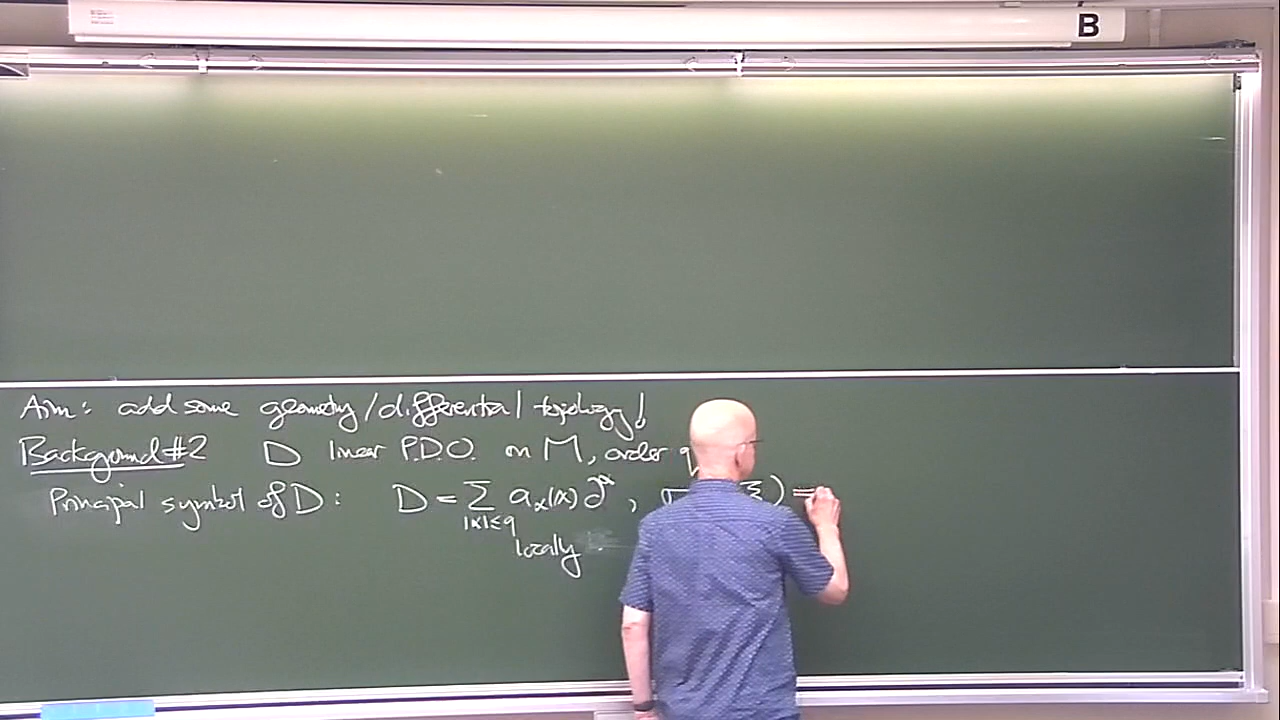 B
Aim: add some geometry/differential topology!
Background #2 D linear P.D.O. on M, order q
Principal symbol of D: D = ∑ a_α(x) ∂^α , σ ξ) =
|α|≤q
locally